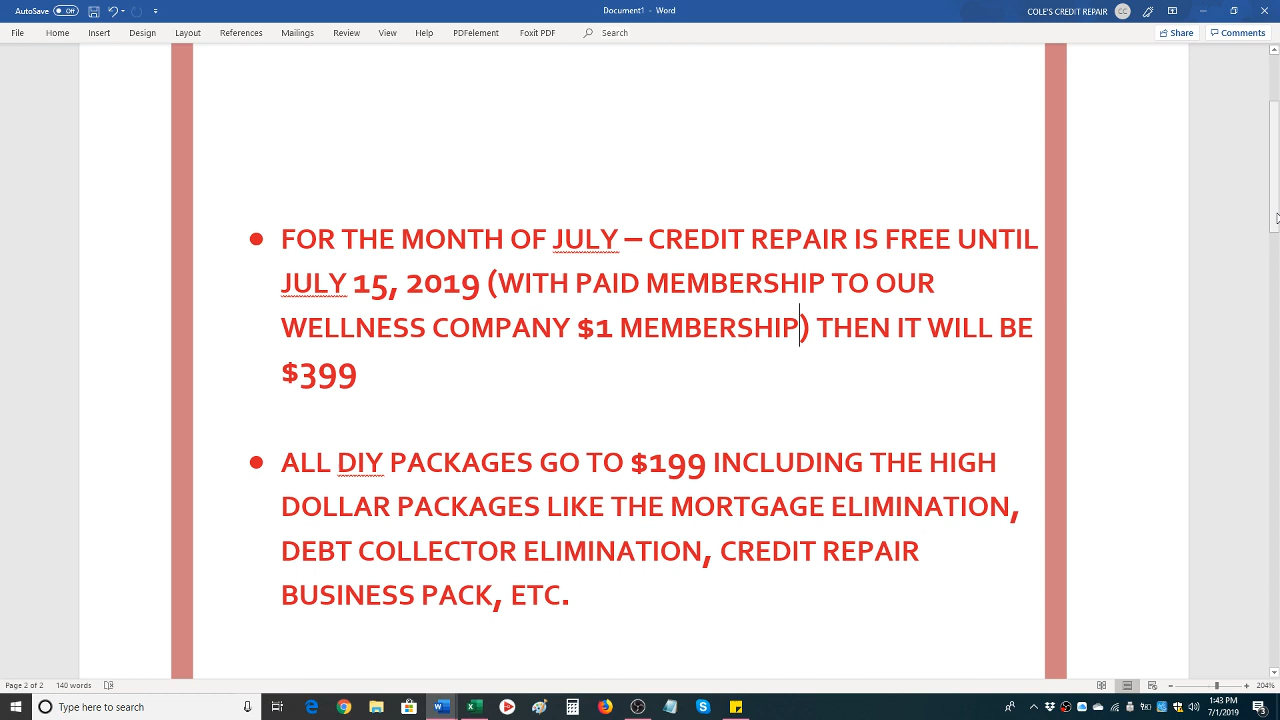 AutoSave Off
Document1 - Word
COLE'S CREDIT REPAIR CC
File Home Insert Design Layout References Mailings Review View Help PDFelement Foxit PDF Search Share Comments
• FOR THE MONTH OF JULY – CREDIT REPAIR IS FREE UNTIL
JULY 15, 2019 (WITH PAID MEMBERSHIP TO OUR
WELLNESS COMPANY $1 MEMBERSHIP) THEN IT WILL BE
$399
• ALL DIY PACKAGES GO TO $199 INCLUDING THE HIGH
DOLLAR PACKAGES LIKE THE MORTGAGE ELIMINATION,
DEBT COLLECTOR ELIMINATION, CREDIT REPAIR
BUSINESS PACK, ETC.
Page 2 of 2 140 words 204%
Type here to search
1:43 PM
7/1/2019